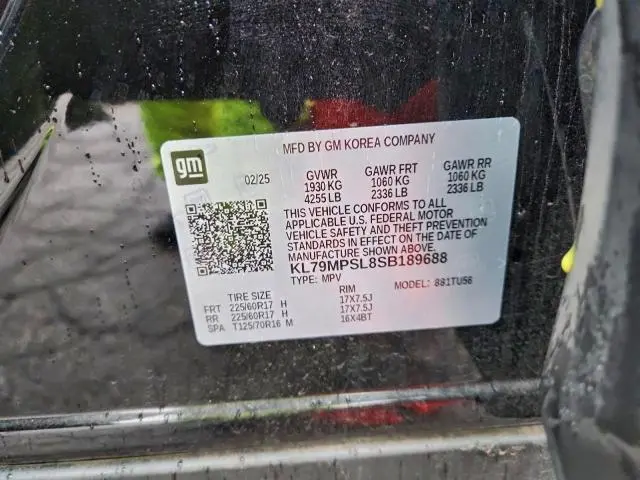 MFD BY GM KOREA COMPANY
gm
02/25
GVWR GAWR FRT GAWR RR
1930 KG 1060 KG 1060 KG
4255 LB 2336 LB 2336 LB
THIS VEHICLE CONFORMS TO ALL
APPLICABLE U.S. FEDERAL MOTOR
VEHICLE SAFETY AND THEFT PREVENTION
STANDARDS IN EFFECT ON THE DATE OF
MANUFACTURE SHOWN ABOVE.
KL79MPSL8SB189688
TYPE: MPV MODEL: 881TU56
TIRE SIZE RIM
FRT 225/60R17 H 17X7.5J
RR 225/60R17 H 17X7.5J
SPA T125/70R16 M 16X4BT